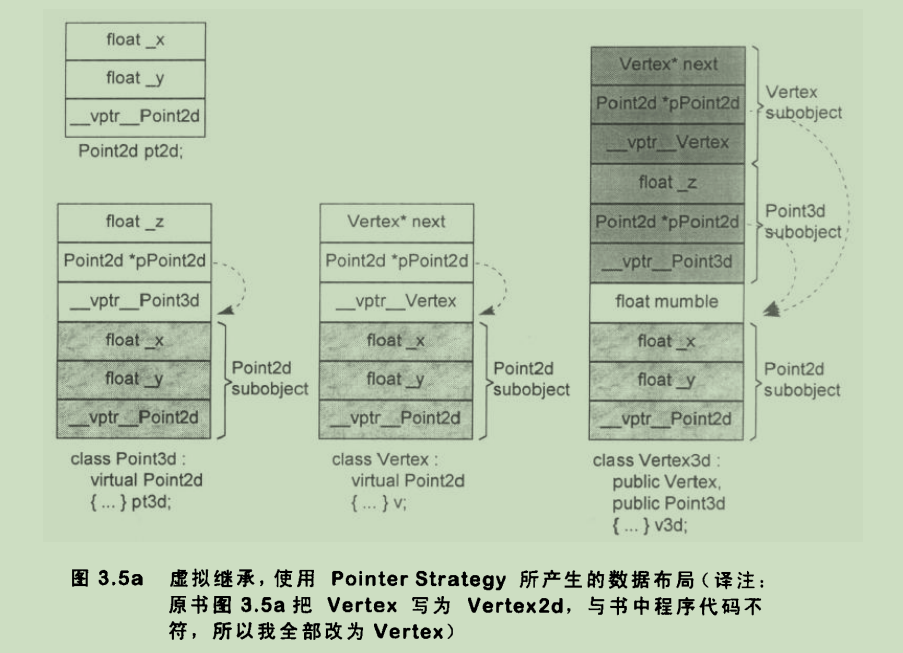 float _x
float _y
__vptr__Point2d
Point2d pt2d;
float _z
Point2d *pPoint2d
__vptr__Point3d
float _x
float _y
__vptr__Point2d
Point2d
subobject
class Point3d :
virtual Point2d
{ ... } pt3d;
Vertex* next
Point2d *pPoint2d
__vptr__Vertex
float _x
float _y
__vptr__Point2d
Point2d
subobject
class Vertex :
virtual Point2d
{ ... } v;
Vertex* next
Point2d *pPoint2d
__vptr__Vertex
Vertex
subobject
float _z
Point2d *pPoint2d
__vptr__Point3d
Point3d
subobject
float mumble
float _x
float _y
__vptr__Point2d
Point2d
subobject
class Vertex3d :
public Vertex,
public Point3d
{ ... } v3d;
图 3.5a 虚拟继承,使用 Pointer Strategy 所产生的数据布局(译注:
原书图 3.5a 把 Vertex 写为 Vertex2d, 与书中程序代码不
符,所以我全部改为 Vertex)